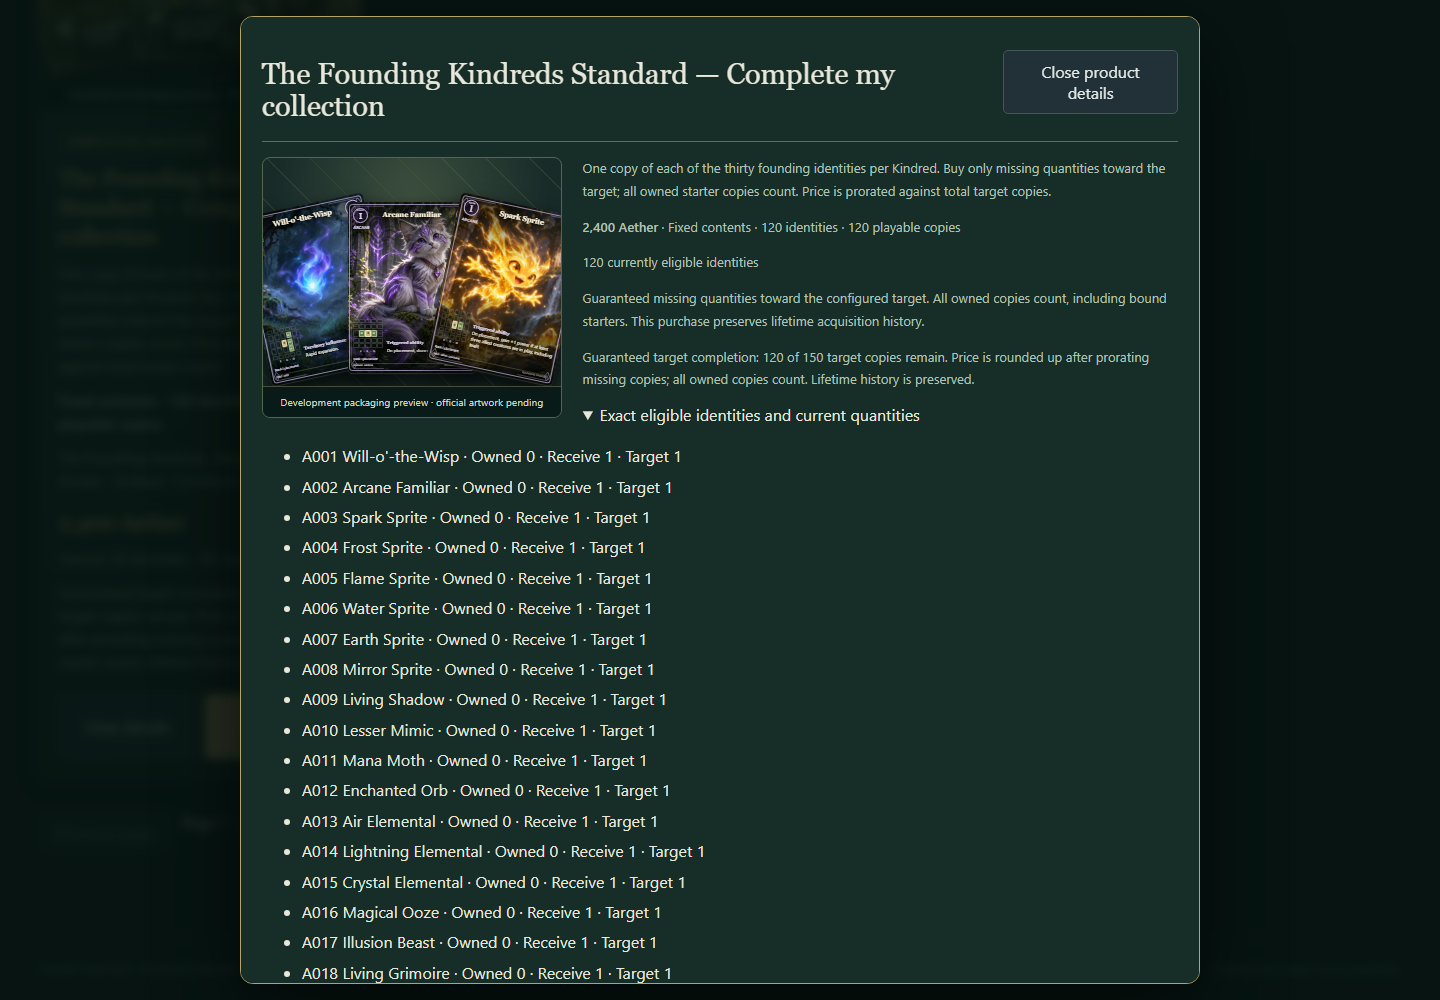 The Founding Kindreds Standard — Complete my
collection
Close product
details
Will-o'-the-Wisp
I
ARCANE
Arcane Familiar
I
ARCANE
Spark Sprite
Triggered ability
Development packaging preview · official artwork pending
One copy of each of the thirty founding identities per Kindred. Buy only missing quantities toward the
target; all owned starter copies count. Price is prorated against total target copies.
2,400 Aether · Fixed contents · 120 identities · 120 playable copies
120 currently eligible identities
Guaranteed missing quantities toward the configured target. All owned copies count, including bound
starters. This purchase preserves lifetime acquisition history.
Guaranteed target completion: 120 of 150 target copies remain. Price is rounded up after prorating
missing copies; all owned copies count. Lifetime history is preserved.
▼ Exact eligible identities and current quantities
• A001 Will-o'-the-Wisp · Owned 0 · Receive 1 · Target 1
• A002 Arcane Familiar · Owned 0 · Receive 1 · Target 1
• A003 Spark Sprite · Owned 0 · Receive 1 · Target 1
• A004 Frost Sprite · Owned 0 · Receive 1 · Target 1
• A005 Flame Sprite · Owned 0 · Receive 1 · Target 1
• A006 Water Sprite · Owned 0 · Receive 1 · Target 1
• A007 Earth Sprite · Owned 0 · Receive 1 · Target 1
• A008 Mirror Sprite · Owned 0 · Receive 1 · Target 1
• A009 Living Shadow · Owned 0 · Receive 1 · Target 1
• A010 Lesser Mimic · Owned 0 · Receive 1 · Target 1
• A011 Mana Moth · Owned 0 · Receive 1 · Target 1
• A012 Enchanted Orb · Owned 0 · Receive 1 · Target 1
• A013 Air Elemental · Owned 0 · Receive 1 · Target 1
• A014 Lightning Elemental · Owned 0 · Receive 1 · Target 1
• A015 Crystal Elemental · Owned 0 · Receive 1 · Target 1
• A016 Magical Ooze · Owned 0 · Receive 1 · Target 1
• A017 Illusion Beast · Owned 0 · Receive 1 · Target 1
• A018 Living Grimoire · Owned 0 · Receive 1 · Target 1